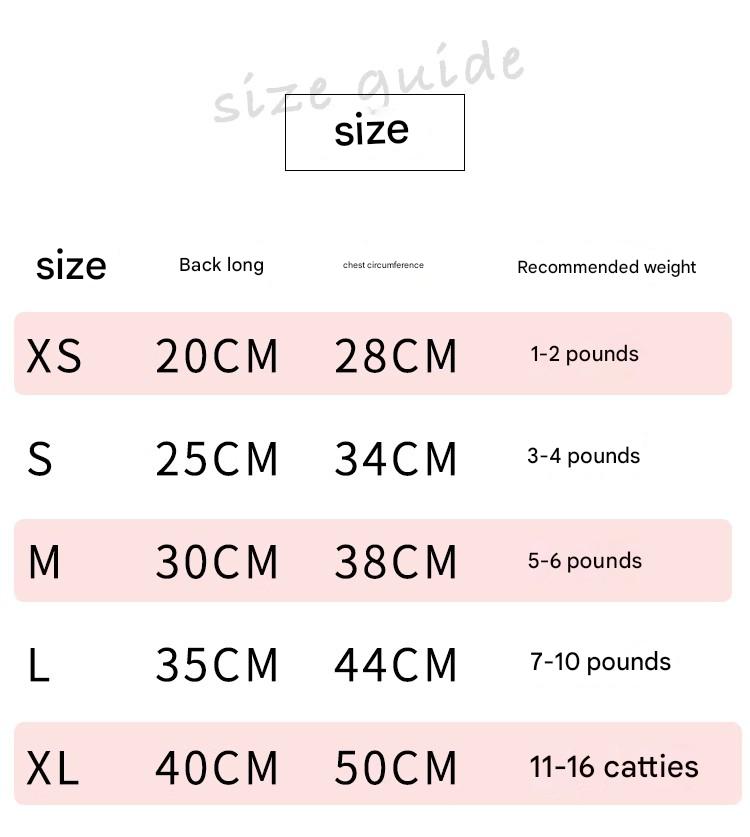 size guide
size
size Back long chest circumference Recommended weight
XS 20CM 28CM 1-2 pounds
S 25CM 34CM 3-4 pounds
M 30CM 38CM 5-6 pounds
L 35CM 44CM 7-10 pounds
XL 40CM 50CM 11-16 catties